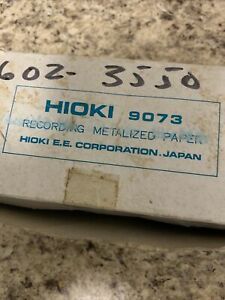 602-3550
HIOKI 9073
RECORDING METALIZED PAPER
HIOKI E.E. CORPORATION.JAPAN